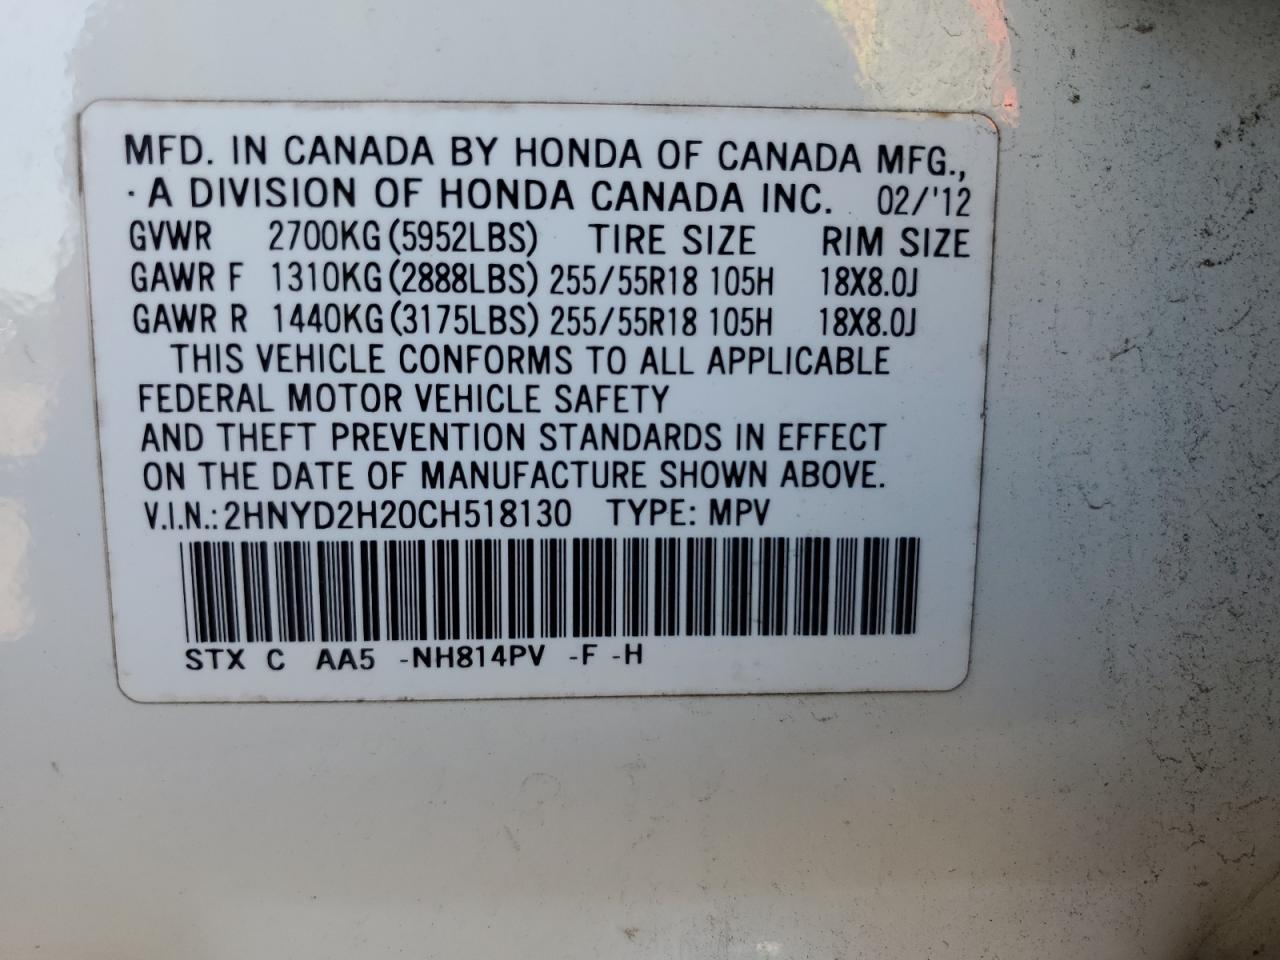 MFD. IN CANADA BY HONDA OF CANADA MFG.,
· A DIVISION OF HONDA CANADA INC. 02/'12
GVWR 2700KG(5952LBS) TIRE SIZE RIM SIZE
GAWR F 1310KG(2888LBS) 255/55R18 105H 18X8.0J
GAWR R 1440KG(3175LBS) 255/55R18 105H 18X8.0J
THIS VEHICLE CONFORMS TO ALL APPLICABLE
FEDERAL MOTOR VEHICLE SAFETY
AND THEFT PREVENTION STANDARDS IN EFFECT
ON THE DATE OF MANUFACTURE SHOWN ABOVE.
V.I.N.: 2HNYD2H20CH518130 TYPE: MPV
STX C AA5 -NH814PV -F -H